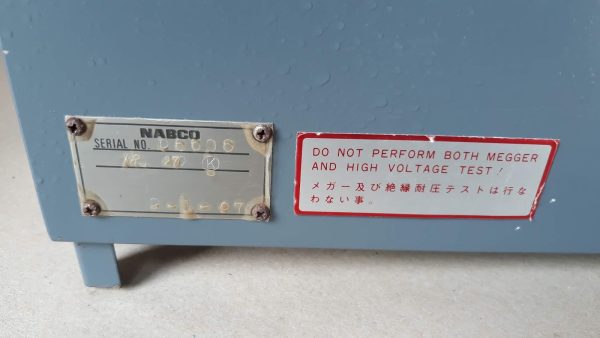 NABCO
SERIAL NO.
DO NOT PERFORM BOTH MEGGER
AND HIGH VOLTAGE TEST!
メガー及び絶縁耐圧テストは行な
わない事。